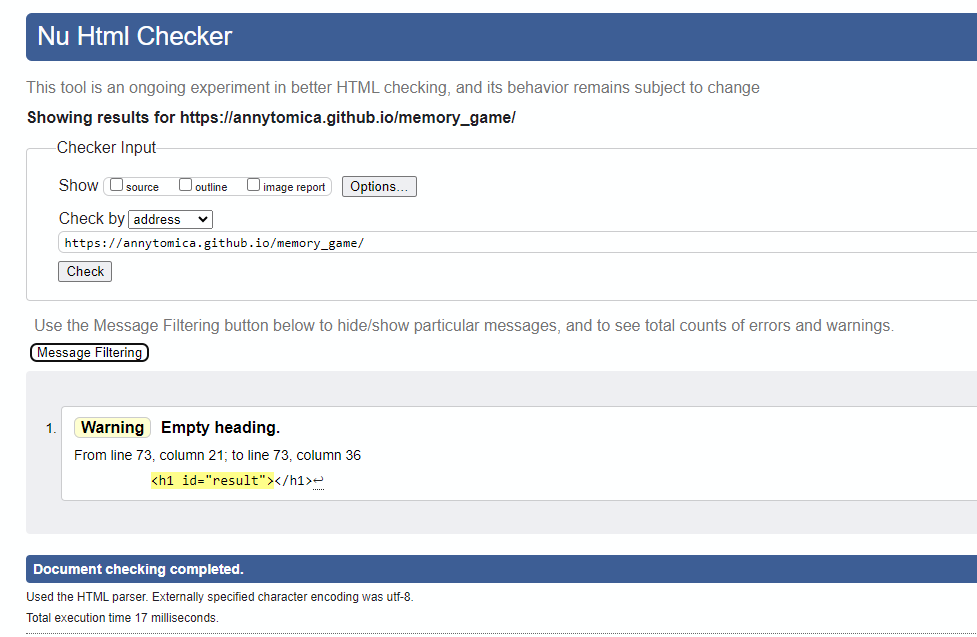 Nu Html Checker
This tool is an ongoing experiment in better HTML checking, and its behavior remains subject to change
Showing results for https://annytomica.github.io/memory_game/
Checker Input
Show source outline image report Options...
Check by address
https://annytomica.github.io/memory_game/
Check
Use the Message Filtering button below to hide/show particular messages, and to see total counts of errors and warnings.
Message Filtering
1. Warning Empty heading.
From line 73, column 21; to line 73, column 36
<h1 id="result"></h1>↩
Document checking completed.
Used the HTML parser. Externally specified character encoding was utf-8.
Total execution time 17 milliseconds.